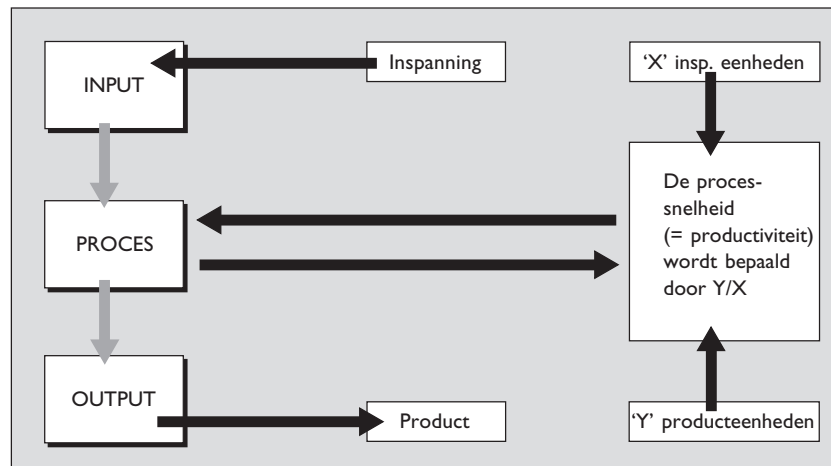 INPUT
Inspanning
‘X’ insp. eenheden
PROCES
De proces-
snelheid
(= productiviteit)
wordt bepaald
door Y/X
OUTPUT
Product
‘Y’ producteenheden